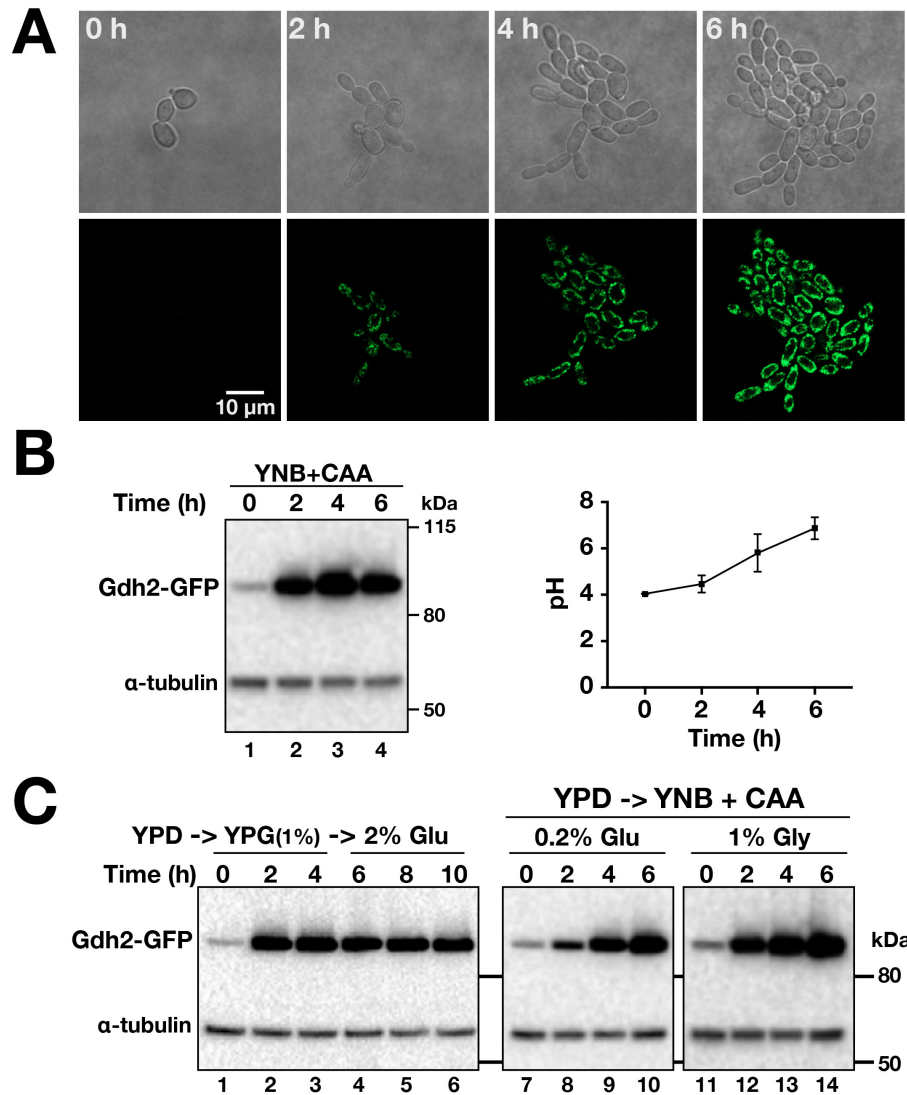 A
0 h 2 h 4 h 6 h
10 µm
B
YNB+CAA
Time (h) 0 2 4 6 kDa
115
Gdh2-GFP
80
α-tubulin
50
1 2 3 4
8
6
4
2
0
pH
0 2 4 6
Time (h)
C
YPD -> YNB + CAA
YPD -> YPG(1%) -> 2% Glu 0.2% Glu 1% Gly
Time (h) 0 2 4 6 8 10 0 2 4 6 0 2 4 6
Gdh2-GFP kDa
80
α-tubulin
50
1 2 3 4 5 6 7 8 9 10 11 12 13 14